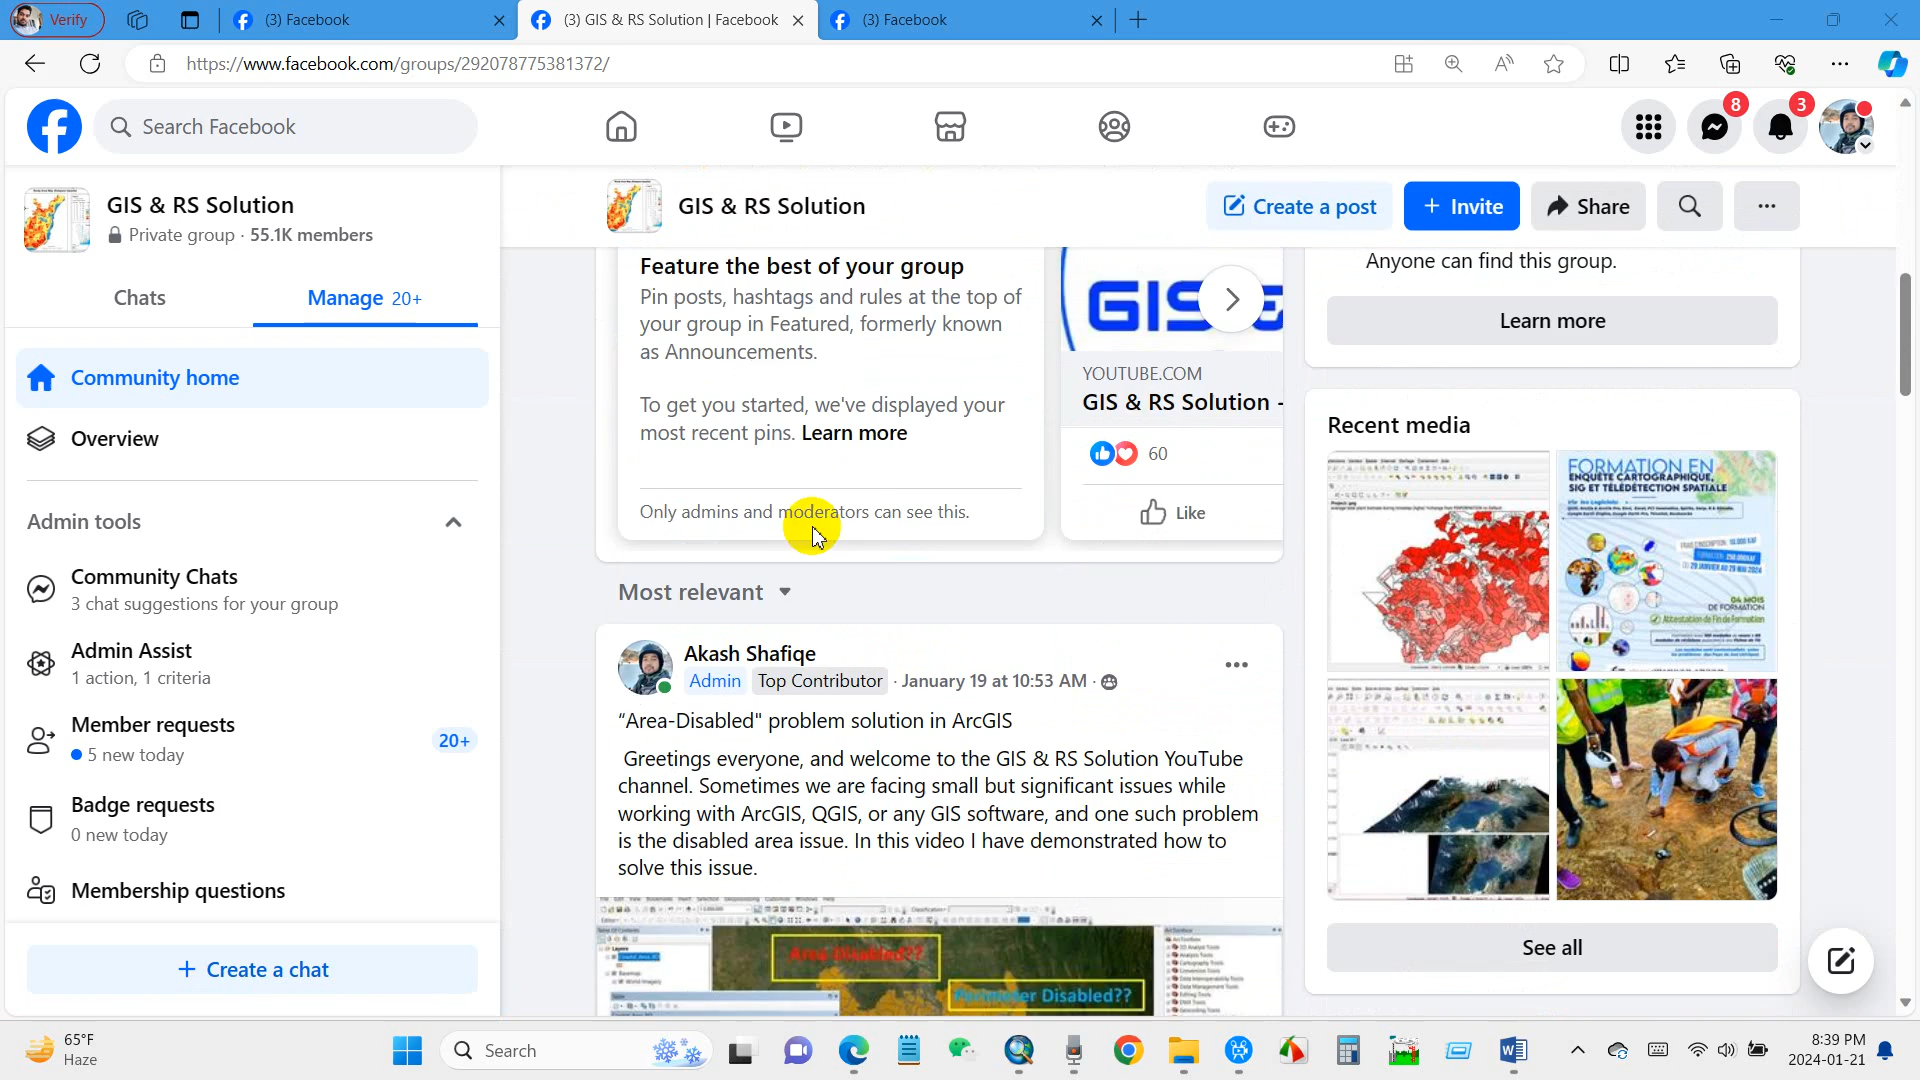 Verify
(3) Facebook
(3) GIS & RS Solution | Facebook
(3) Facebook
https://www.facebook.com/groups/292078775381372/
Search Facebook
8
3
GIS & RS Solution
Private group · 55.1K members
Chats
Manage 20+
Community home
Overview
Admin tools
Community Chats
3 chat suggestions for your group
Admin Assist
1 action, 1 criteria
Member requests
5 new today
20+
Badge requests
0 new today
Membership questions
+ Create a chat
GIS & RS Solution
Create a post
+ Invite
Share
Feature the best of your group
Pin posts, hashtags and rules at the top of
your group in Featured, formerly known
as Announcements.
To get you started, we've displayed your
most recent pins. Learn more
Only admins and moderators can see this.
GIS
YOUTUBE.COM
GIS & RS Solution -
60
Like
Most relevant
Akash Shafiqe
Admin Top Contributor · January 19 at 10:53 AM ·
“Area-Disabled" problem solution in ArcGIS
Greetings everyone, and welcome to the GIS & RS Solution YouTube
channel. Sometimes we are facing small but significant issues while
working with ArcGIS, QGIS, or any GIS software, and one such problem
is the disabled area issue. In this video I have demonstrated how to
solve this issue.
Area Disabled??
Perimeter Disabled??
Anyone can find this group.
Learn more
Recent media
FORMATION EN
ENQUÊTE CARTOGRAPHIQUE,
SIG ET TÉLÉDÉTECTION SPATIALE
04 MOIS
DE FORMATION
Attestation de Fin de Formation
See all
65°F
Haze
Search
8:39 PM
2024-01-21